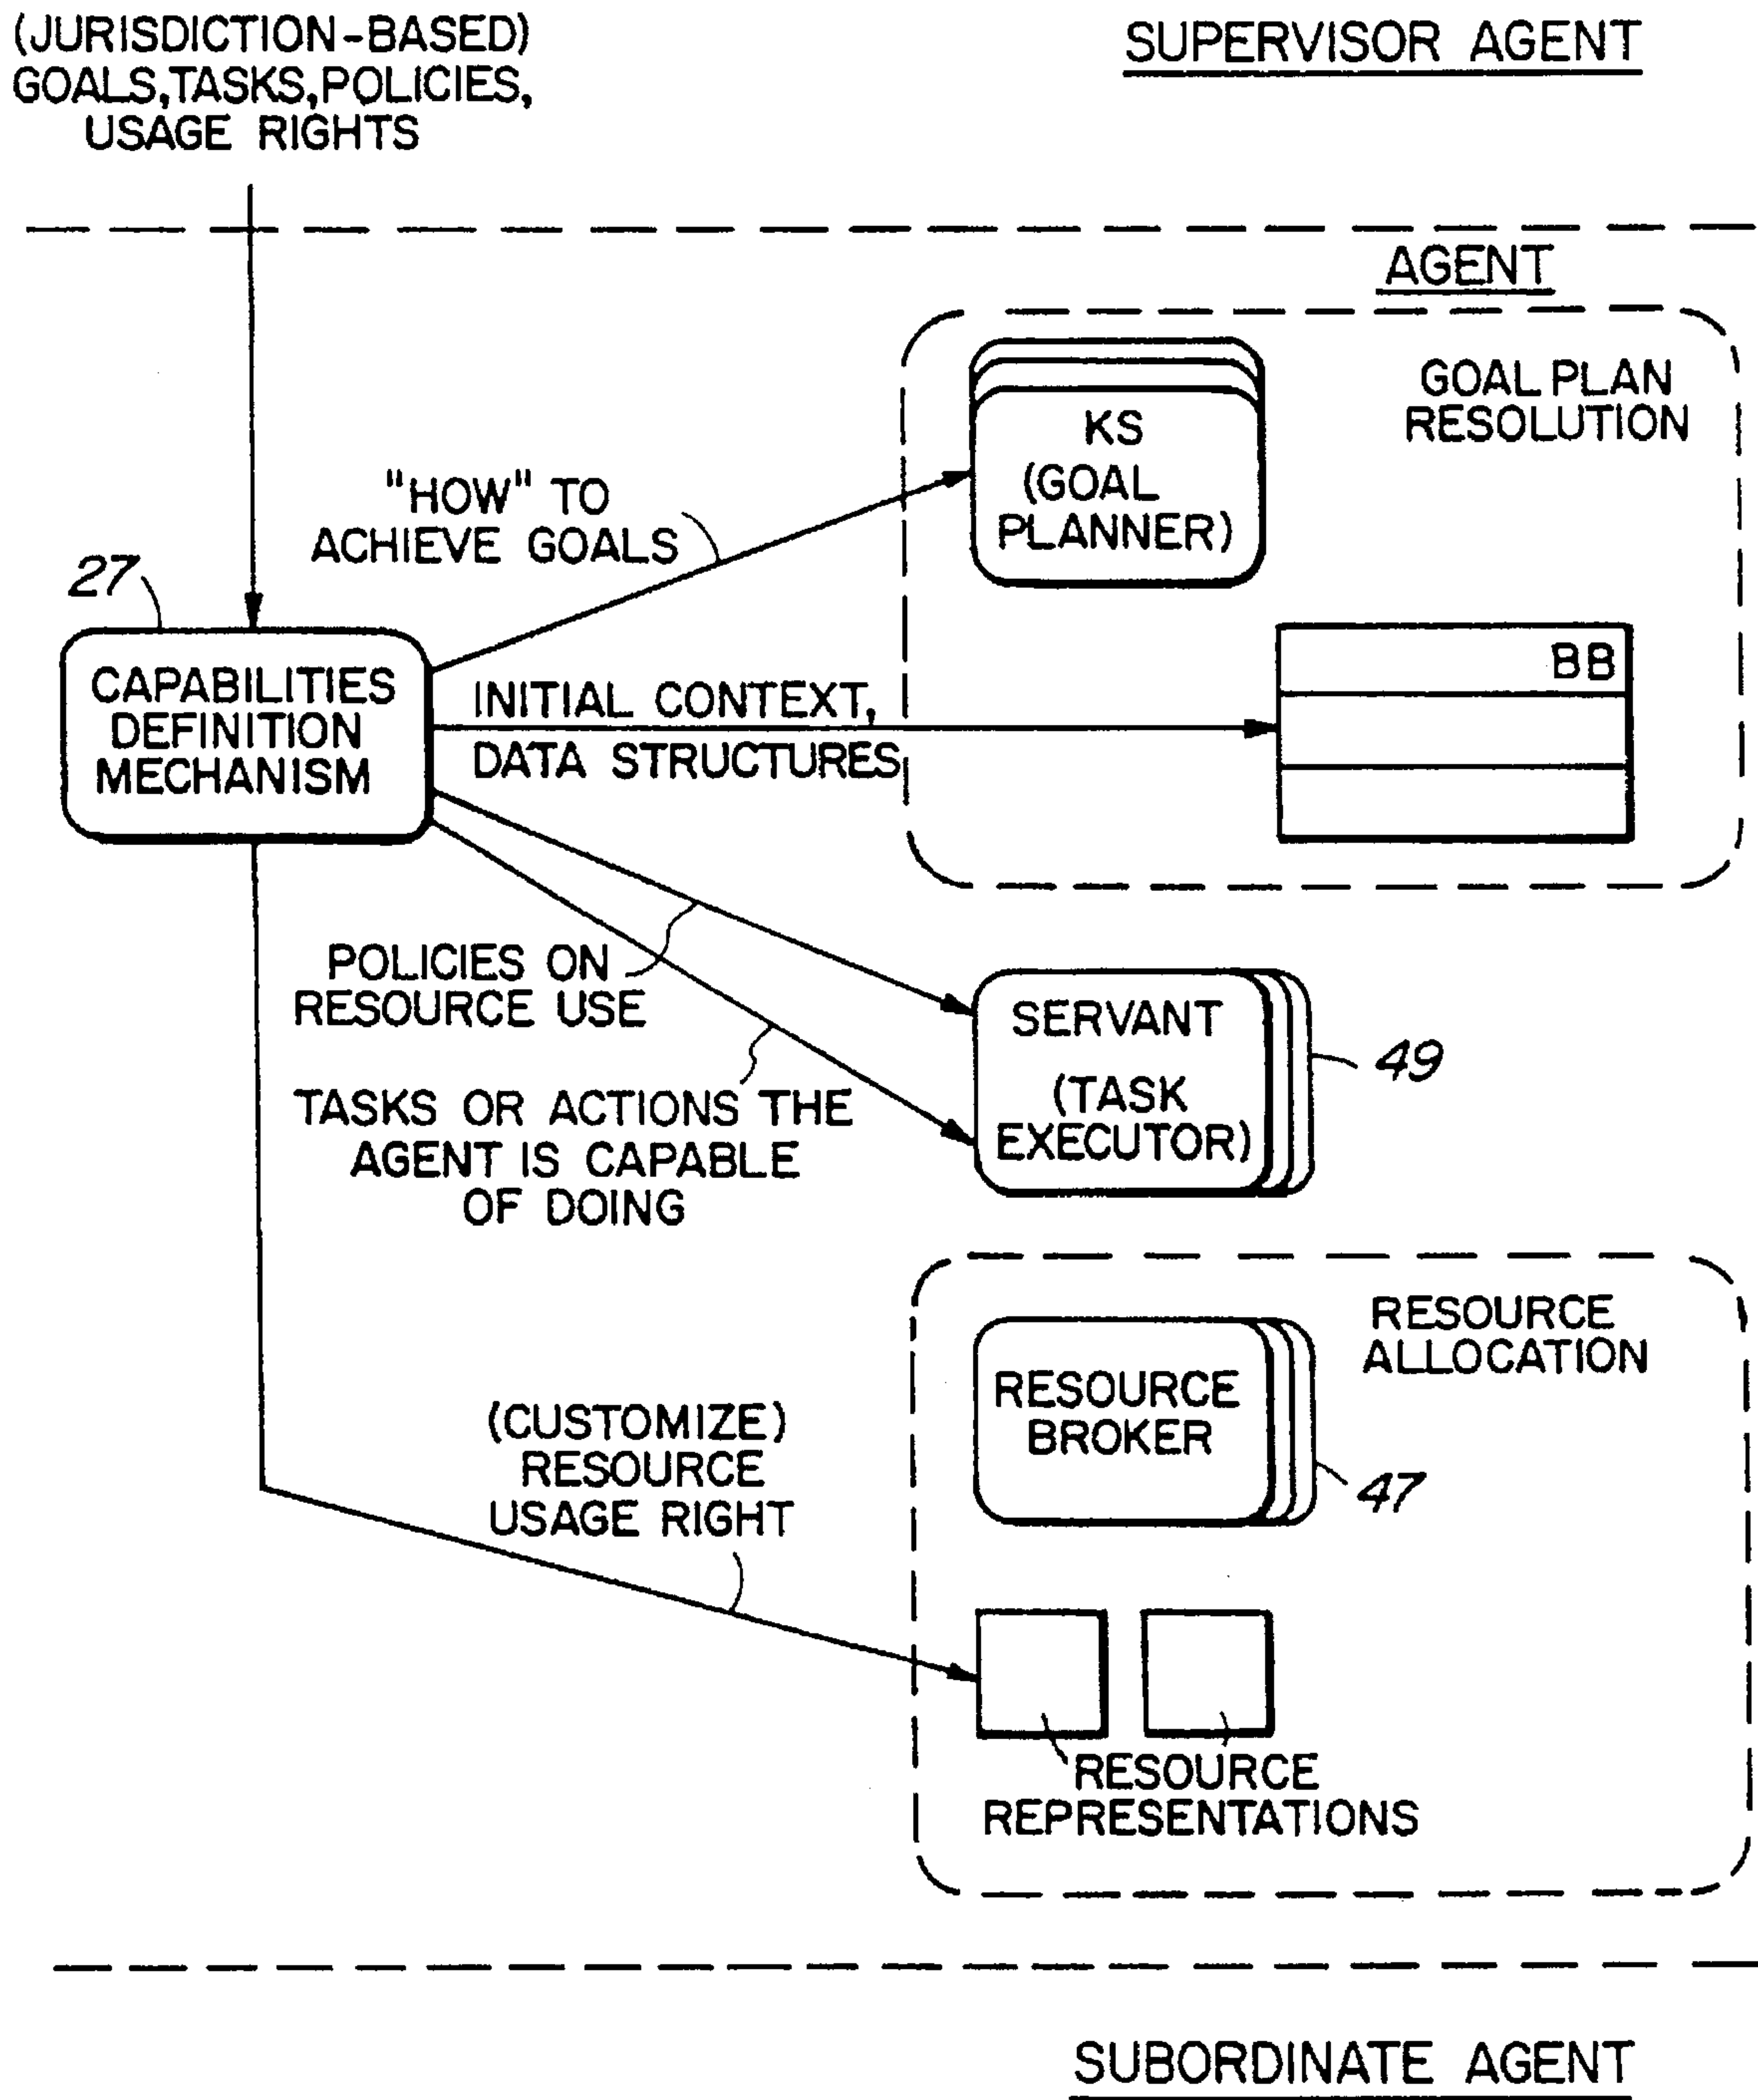 (JURISDICTION-BASED)
GOALS, TASKS, POLICIES,
USAGE RIGHTS
SUPERVISOR AGENT
AGENT
GOAL PLAN
RESOLUTION
KS
(GOAL
PLANNER)
"HOW" TO
ACHIEVE GOALS
27
CAPABILITIES
DEFINITION
MECHANISM
INITIAL CONTEXT,
DATA STRUCTURES
BB
POLICIES ON
RESOURCE USE
SERVANT
(TASK
EXECUTOR)
49
TASKS OR ACTIONS THE
AGENT IS CAPABLE
OF DOING
RESOURCE
ALLOCATION
RESOURCE
BROKER
47
(CUSTOMIZE)
RESOURCE
USAGE RIGHT
RESOURCE
REPRESENTATIONS
SUBORDINATE AGENT